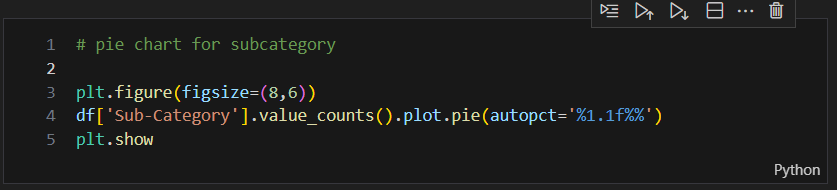 1 # pie chart for subcategory
2
3 plt.figure(figsize=(8,6))
4 df['Sub-Category'].value_counts().plot.pie(autopct='%1.1f%%')
5 plt.show
Python